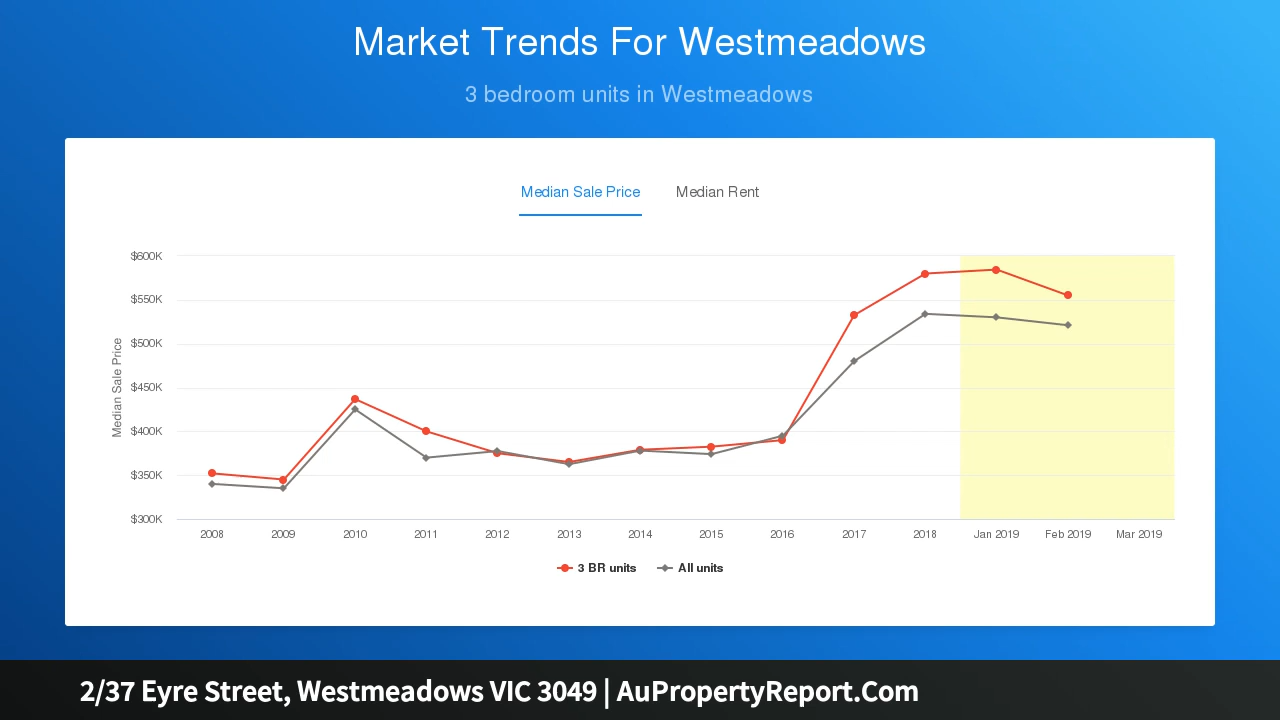 Market Trends For Westmeadows
3 bedroom units in Westmeadows
Median Sale Price Median Rent
$600K
$550K
$500K
$450K
$400K
$350K
$300K
Median Sale Price
2008 2009 2010 2011 2012 2013 2014 2015 2016 2017 2018 Jan 2019 Feb 2019 Mar 2019
3 BR units All units
2/37 Eyre Street, Westmeadows VIC 3049 | AuPropertyReport.Com